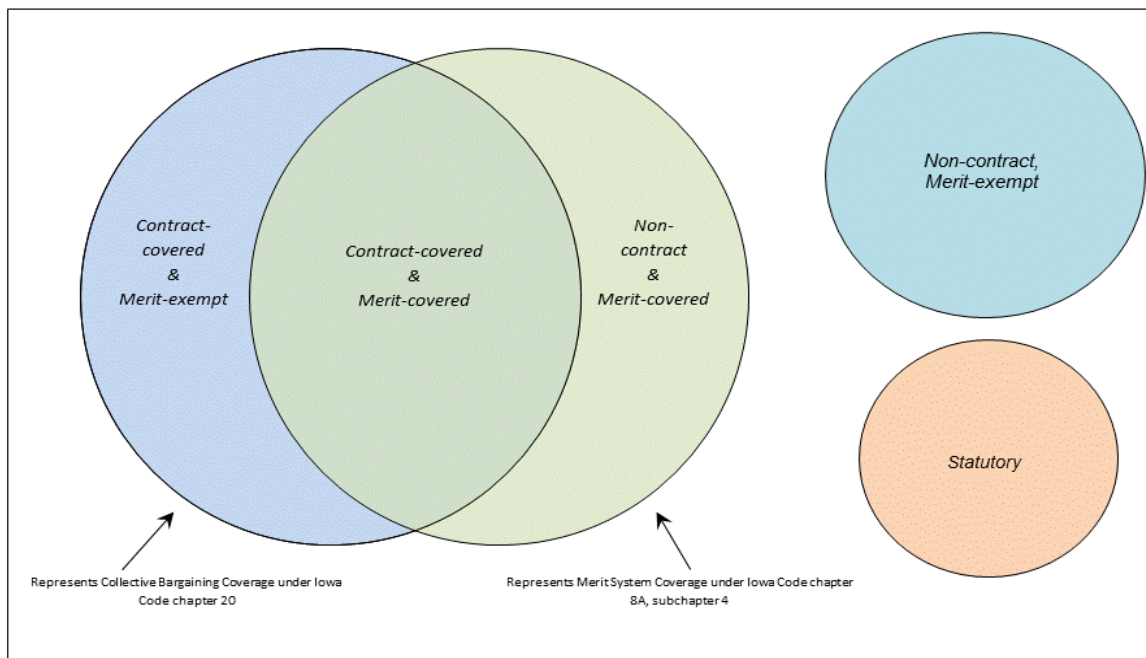 Contract-
covered
&
Merit-exempt
Contract-covered
&
Merit-covered
Non-
contract
&
Merit-covered
Non-contract,
Merit-exempt
Statutory
Represents Collective Bargaining Coverage under Iowa
Code chapter 20
Represents Merit System Coverage under Iowa Code chapter
8A, subchapter 4